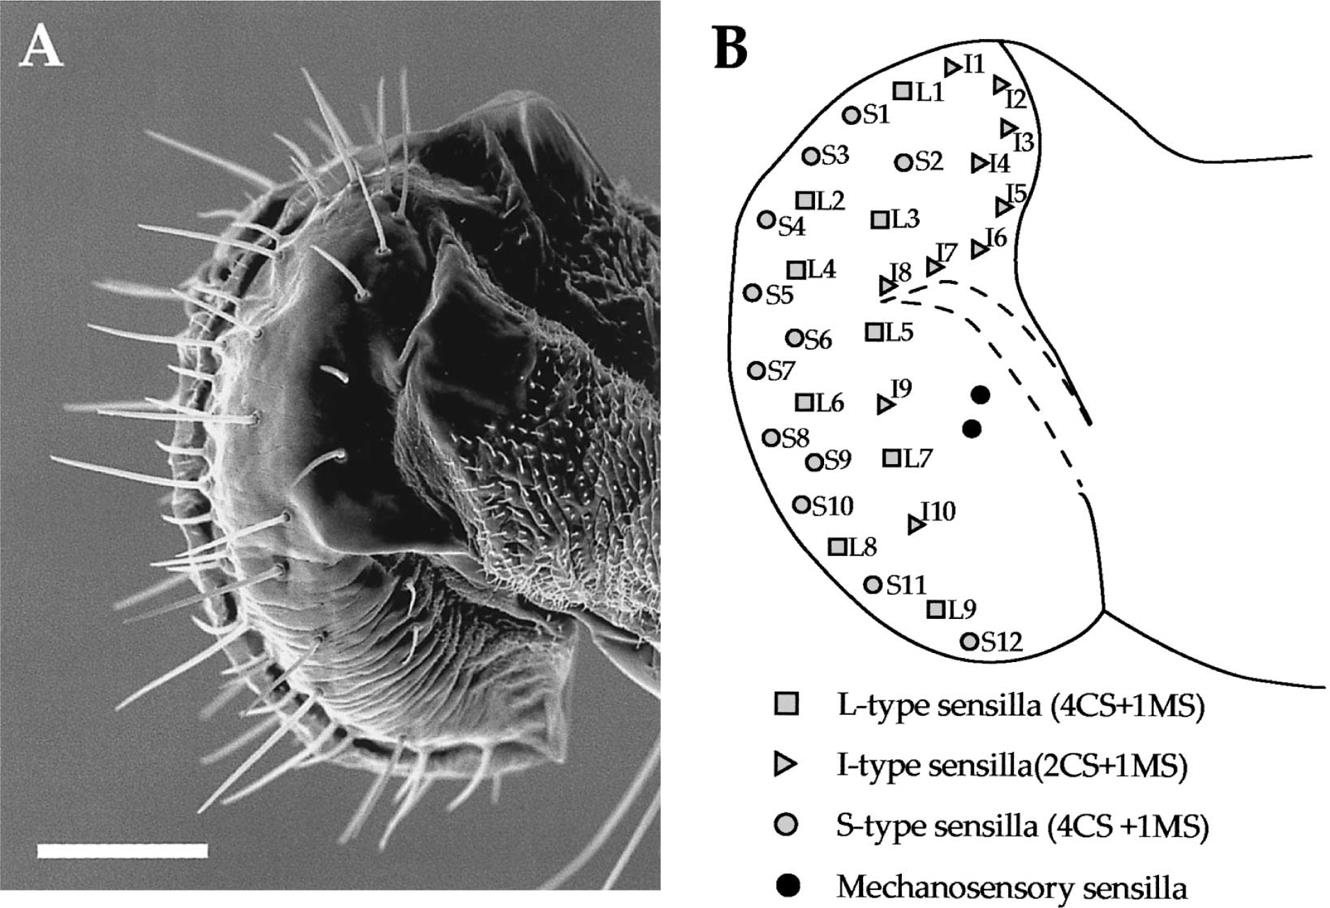 A
B
I1
L1
I2
S1
I3
S3
S2
I4
L2
I5
L3
S4
I6
I7
L4
I8
S5
L5
S6
S7
I9
L6
S8
L7
S9
S10
I10
L8
S11
L9
S12
L-type sensilla (4CS+1MS)
I-type sensilla(2CS+1MS)
S-type sensilla (4CS +1MS)
Mechanosensory sensilla